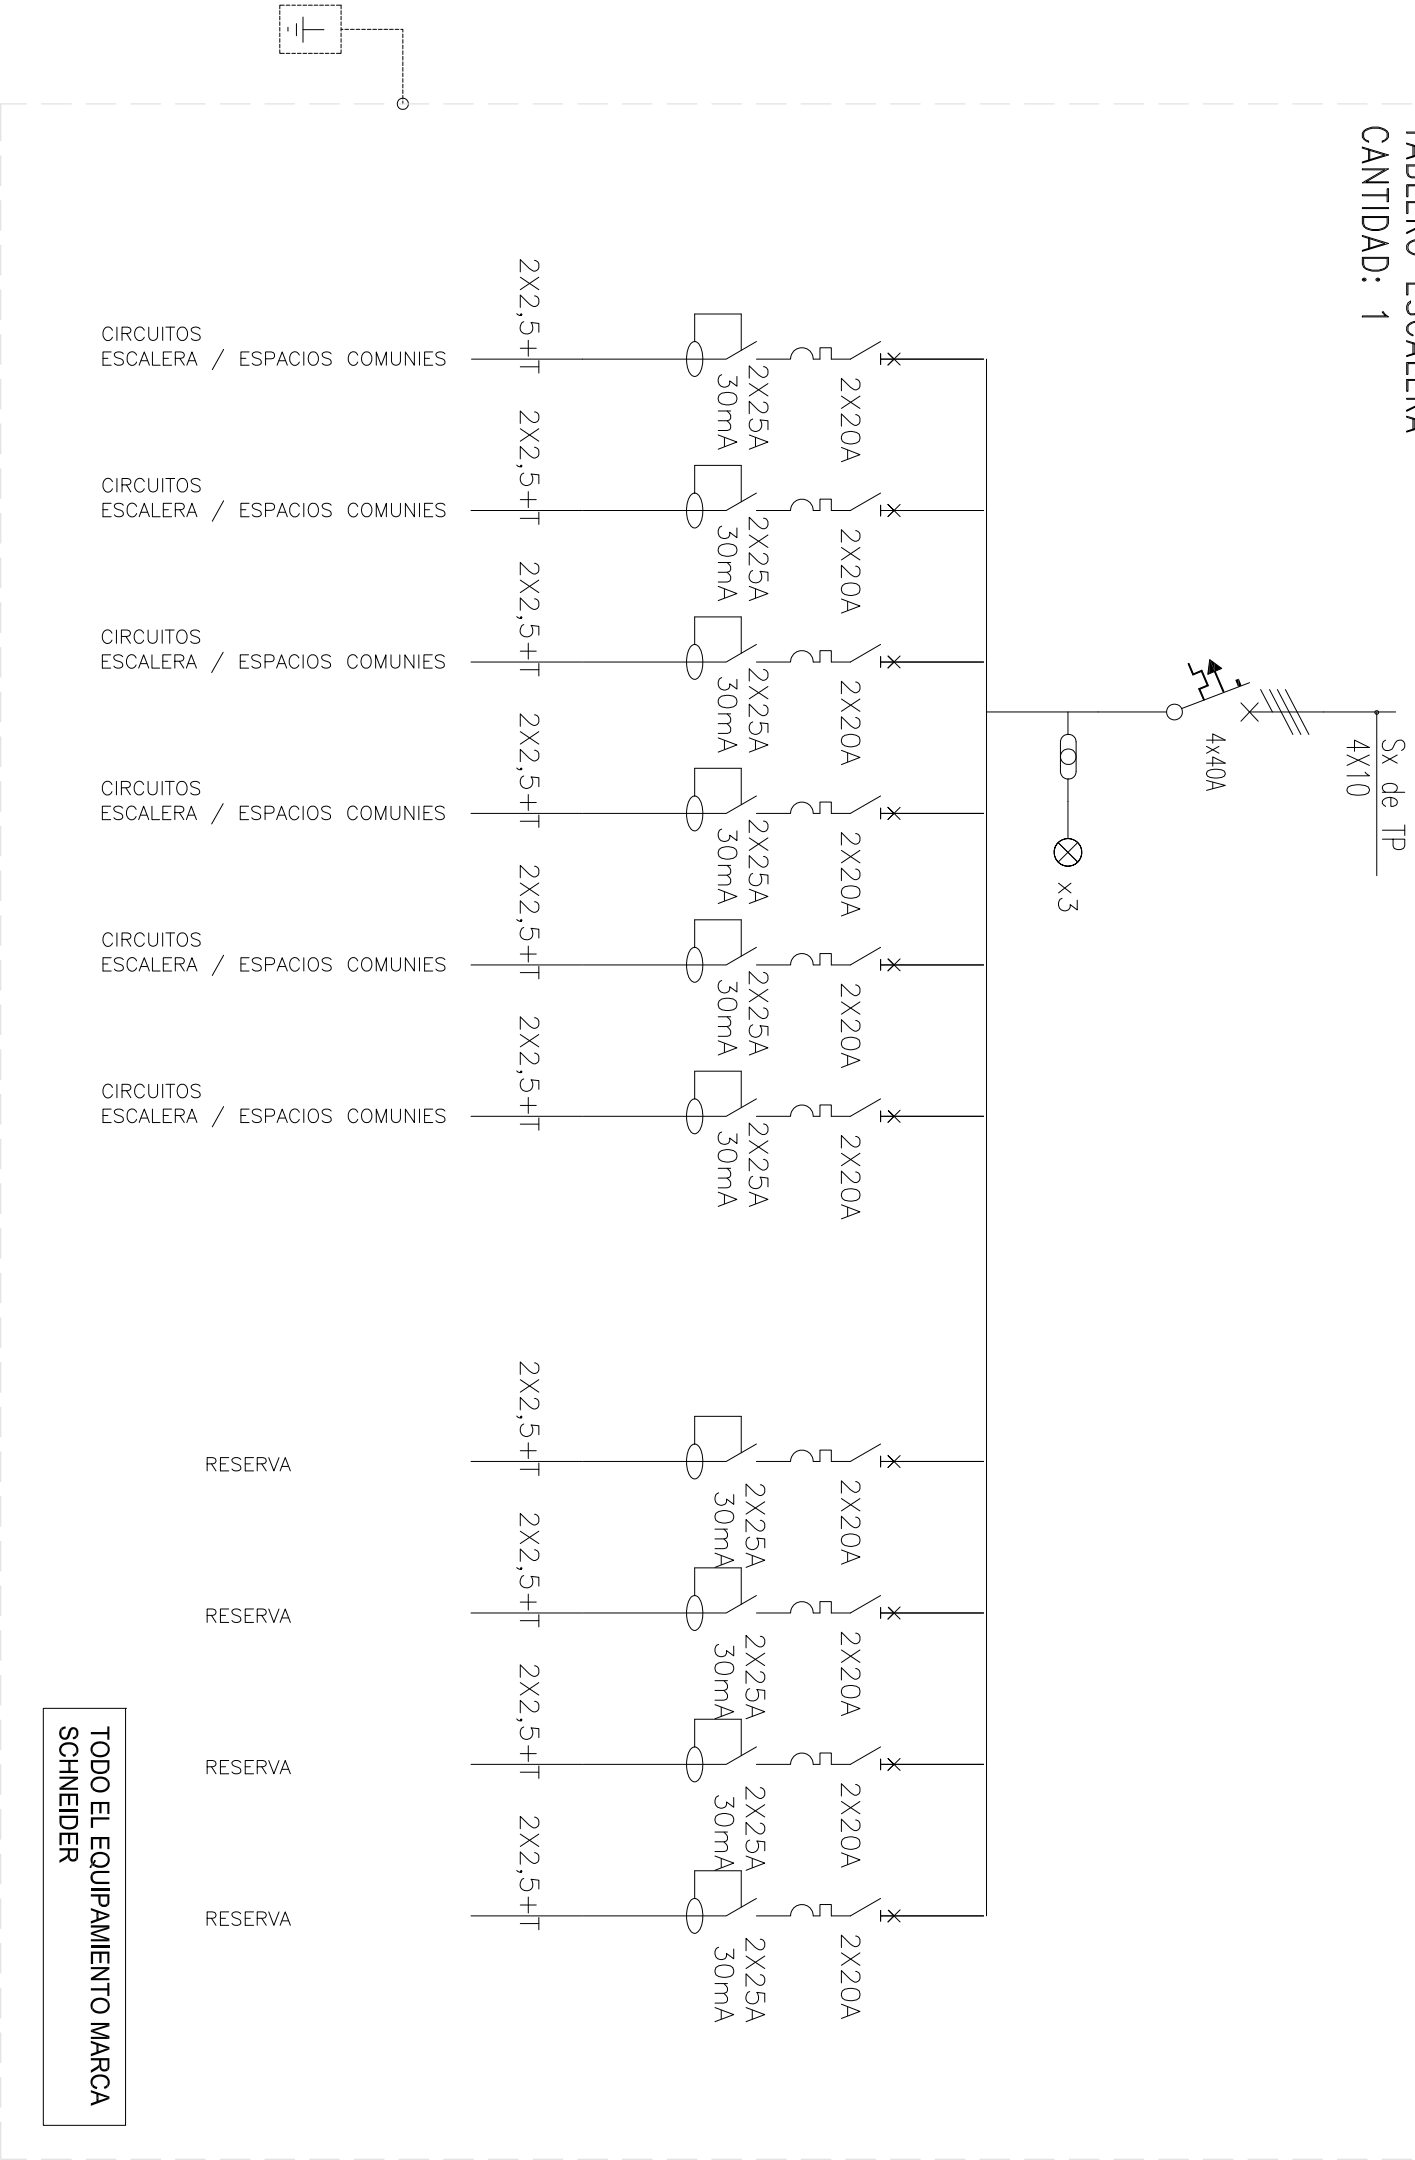 TABLERO ESCALERA
CANTIDAD: 1
Sx de TP
4X10
4x40A
x3
2X20A
2X25A
30mA
2X2,5+T
CIRCUITOS
ESCALERA / ESPACIOS COMUNIES
2X20A
2X25A
30mA
2X2,5+T
CIRCUITOS
ESCALERA / ESPACIOS COMUNIES
2X20A
2X25A
30mA
2X2,5+T
CIRCUITOS
ESCALERA / ESPACIOS COMUNIES
2X20A
2X25A
30mA
2X2,5+T
CIRCUITOS
ESCALERA / ESPACIOS COMUNIES
2X20A
2X25A
30mA
2X2,5+T
CIRCUITOS
ESCALERA / ESPACIOS COMUNIES
2X20A
2X25A
30mA
2X2,5+T
CIRCUITOS
ESCALERA / ESPACIOS COMUNIES
2X20A
2X25A
30mA
2X2,5+T
RESERVA
2X20A
2X25A
30mA
2X2,5+T
RESERVA
2X20A
2X25A
30mA
2X2,5+T
RESERVA
2X20A
2X25A
30mA
2X2,5+T
RESERVA
TODO EL EQUIPAMIENTO MARCA
SCHNEIDER